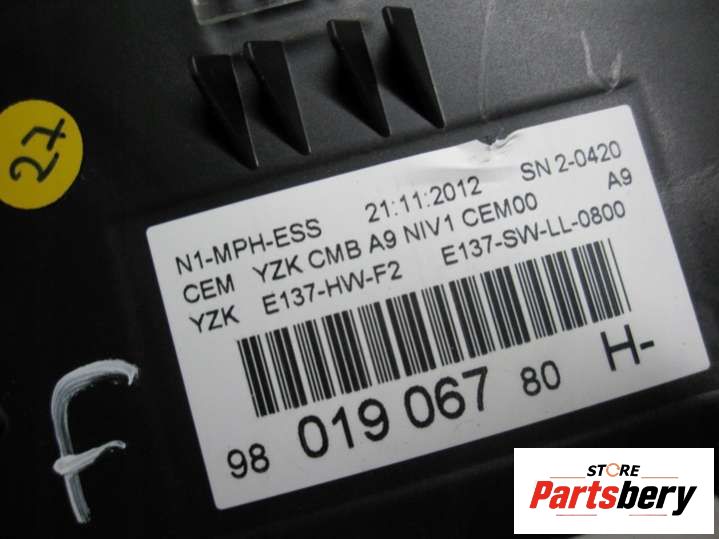 27
N1-MPH-ESS 21:11:2012 SN 2-0420
CEM YZK CMB A9 NIV1 CEM00 A9
YZK E137-HW-F2 E137-SW-LL-0800
98 019 067 80 H-
F
STORE
Partsbery